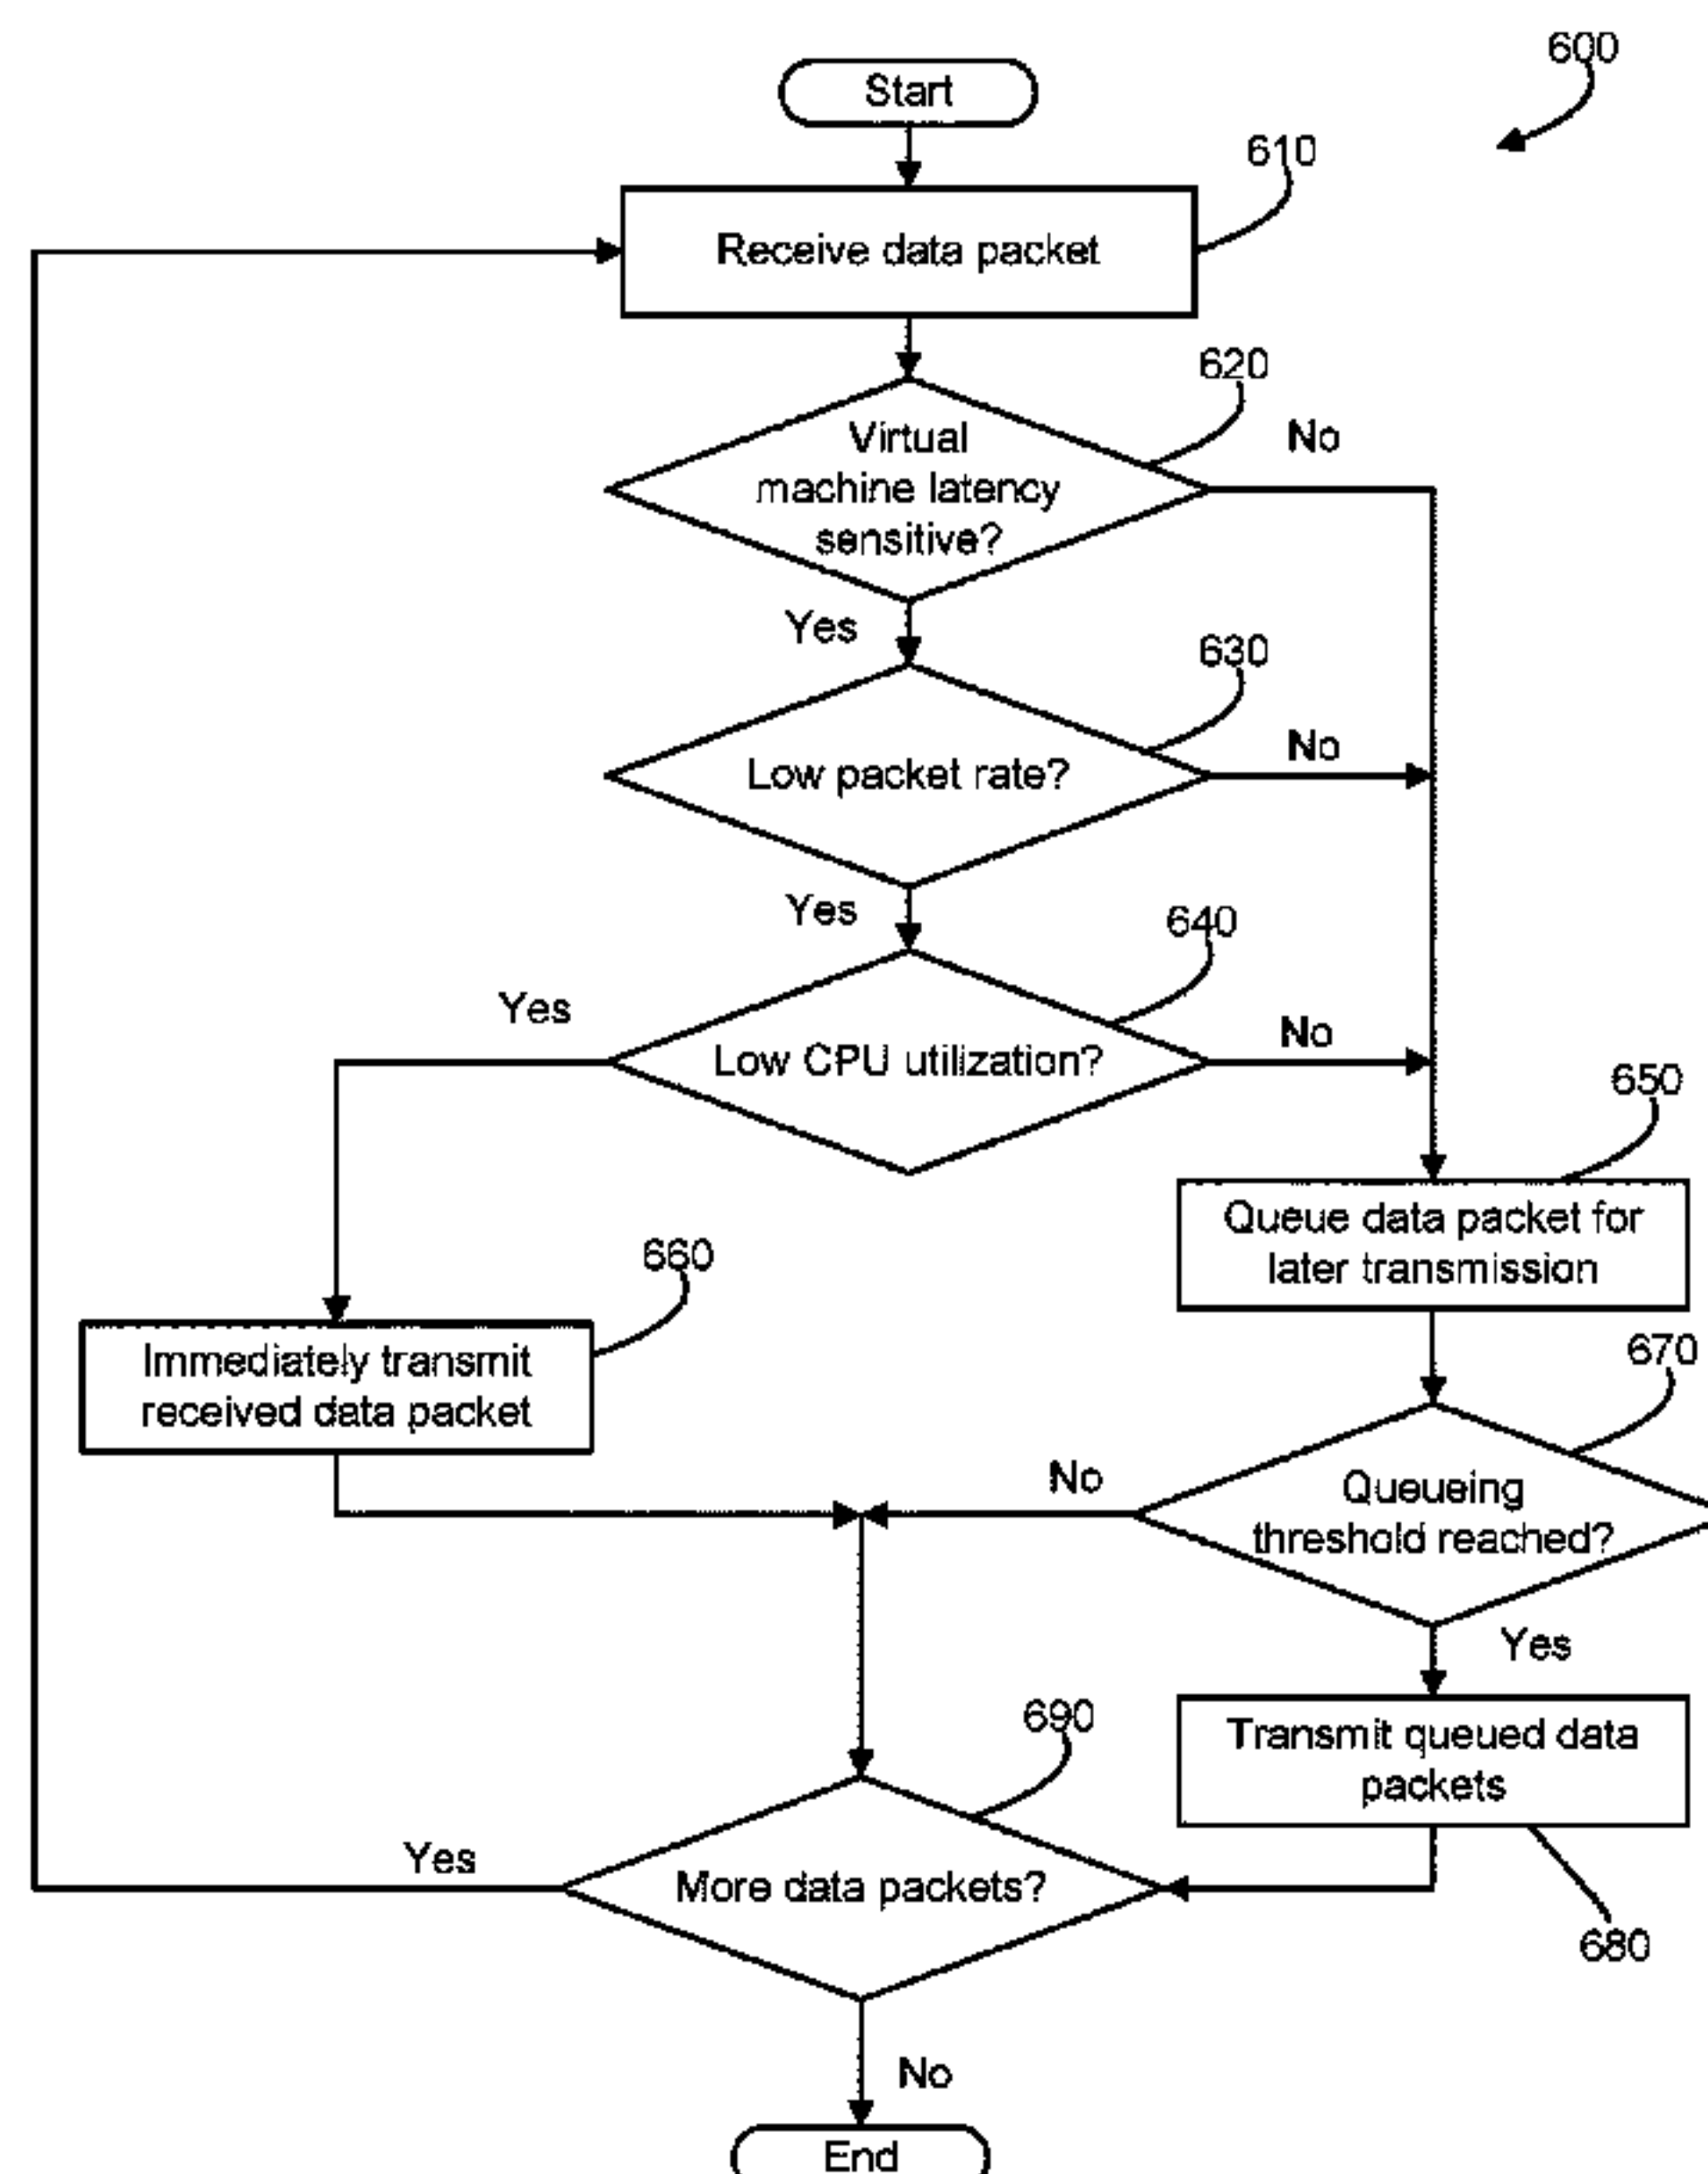 600
Start
610
Receive data packet
620
Virtual
machine latency
sensitive?
No
Yes
630
Low packet rate?
No
Yes
640
Yes
Low CPU utilization?
No
650
Queue data packet for
later transmission
660
Immediately transmit
received data packet
670
No
Queueing
threshold reached?
Yes
690
Transmit queued data
packets
Yes
More data packets?
680
No
End